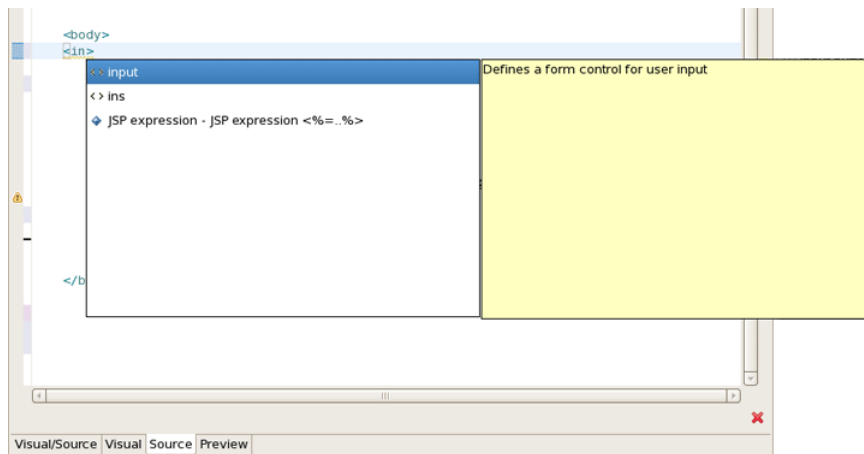 <body>
<in>
input
Defines a form control for user input
<> ins
JSP expression - JSP expression <%=..%>
</b
Visual/Source Visual Source Preview